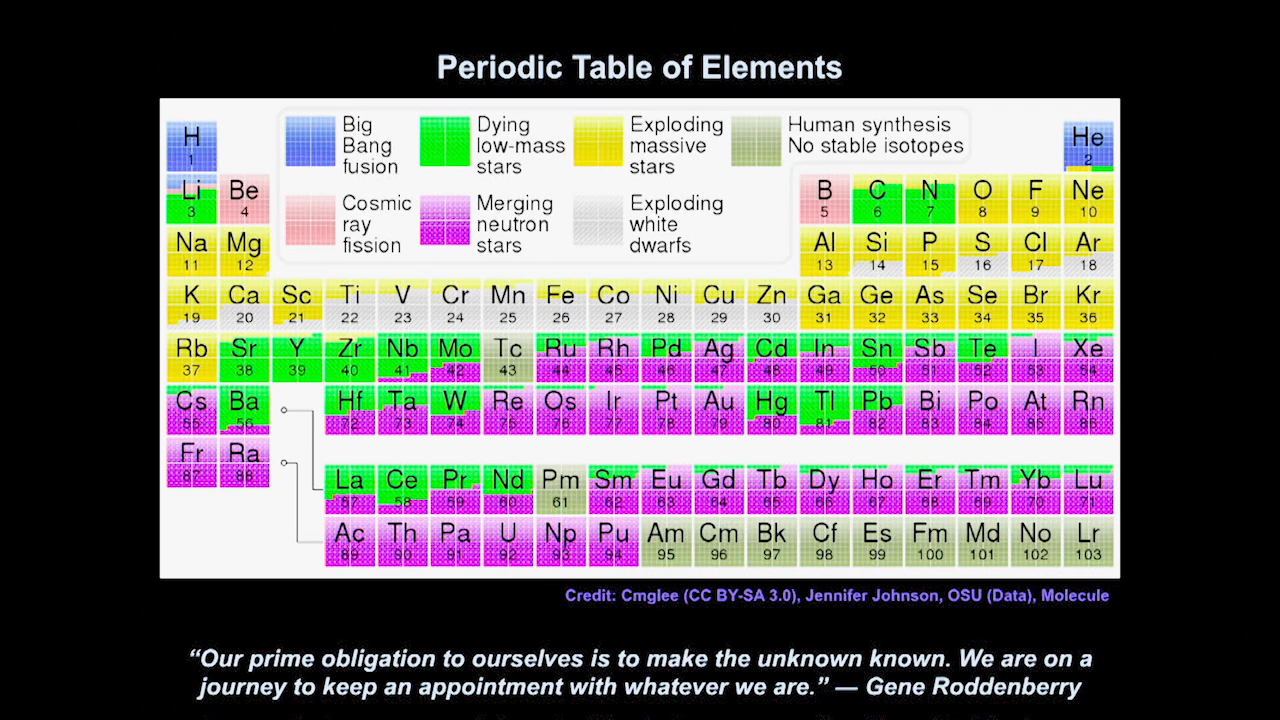 Periodic Table of Elements
Big Bang fusion
Dying low-mass stars
Exploding massive stars
Human synthesis
No stable isotopes
Cosmic ray fission
Merging neutron stars
Exploding white dwarfs
H 1 He 2
Li 3 Be 4 B 5 C 6 N 7 O 8 F 9 Ne 10
Na 11 Mg 12 Al 13 Si 14 P 15 S 16 Cl 17 Ar 18
K 19 Ca 20 Sc 21 Ti 22 V 23 Cr 24 Mn 25 Fe 26 Co 27 Ni 28 Cu 29 Zn 30 Ga 31 Ge 32 As 33 Se 34 Br 35 Kr 36
Rb 37 Sr 38 Y 39 Zr 40 Nb 41 Mo 42 Tc 43 Ru 44 Rh 45 Pd 46 Ag 47 Cd 48 In 49 Sn 50 Sb 51 Te 52 I 53 Xe 54
Cs 55 Ba 56 Hf 72 Ta 73 W 74 Re 75 Os 76 Ir 77 Pt 78 Au 79 Hg 80 Tl 81 Pb 82 Bi 83 Po 84 At 85 Rn 86
Fr 87 Ra 88
La 57 Ce 58 Pr 59 Nd 60 Pm 61 Sm 62 Eu 63 Gd 64 Tb 65 Dy 66 Ho 67 Er 68 Tm 69 Yb 70 Lu 71
Ac 89 Th 90 Pa 91 U 92 Np 93 Pu 94 Am 95 Cm 96 Bk 97 Cf 98 Es 99 Fm 100 Md 101 No 102 Lr 103
Credit: Cmglee (CC BY-SA 3.0), Jennifer Johnson, OSU (Data), Molecule
“Our prime obligation to ourselves is to make the unknown known. We are on a
journey to keep an appointment with whatever we are.” — Gene Roddenberry